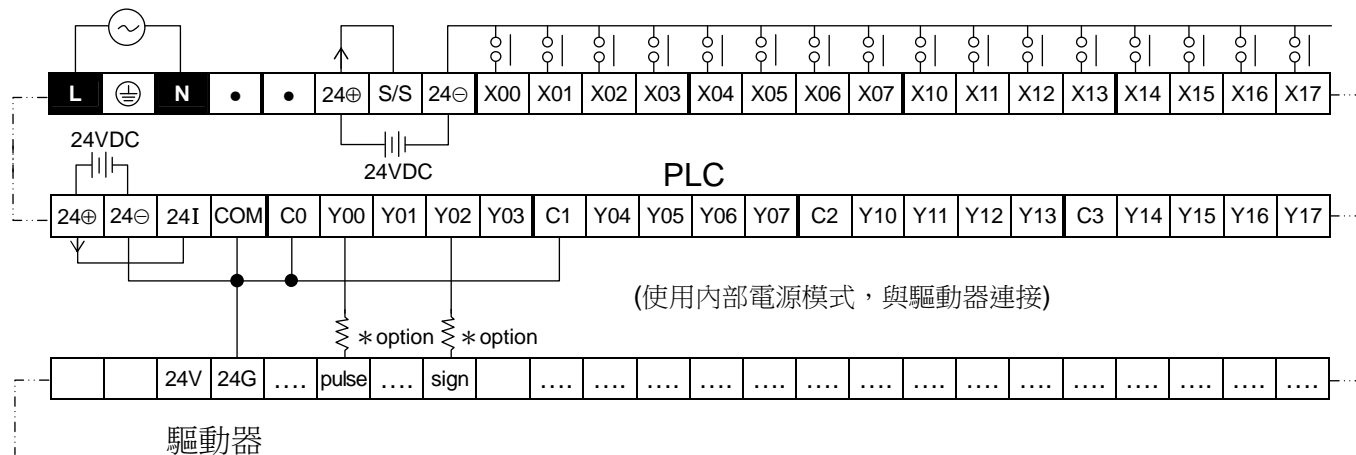 L ⏚ N • • 24⊕ S/S 24⊖ X00 X01 X02 X03 X04 X05 X06 X07 X10 X11 X12 X13 X14 X15 X16 X17
24VDC
24VDC
PLC
24⊕ 24⊖ 24I COM C0 Y00 Y01 Y02 Y03 C1 Y04 Y05 Y06 Y07 C2 Y10 Y11 Y12 Y13 C3 Y14 Y15 Y16 Y17
(使用內部電源模式，與驅動器連接)
＊option ＊option
24V 24G .... pulse .... sign .... .... .... .... .... .... .... .... .... .... .... .... .... .... ....
驅動器